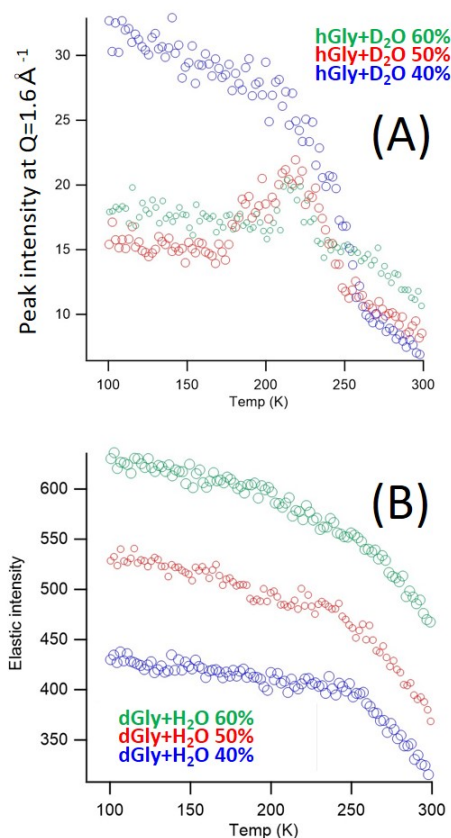 hGly+D₂O 60%
hGly+D₂O 50%
hGly+D₂O 40%
(A)
Peak intensity at Q=1.6Å⁻¹
30
25
20
15
10
100 150 200 250 300
Temp (K)
(B)
Elastic intensity
600
550
500
450
400
350
dGly+H₂O 60%
dGly+H₂O 50%
dGly+H₂O 40%
100 150 200 250 300
Temp (K)